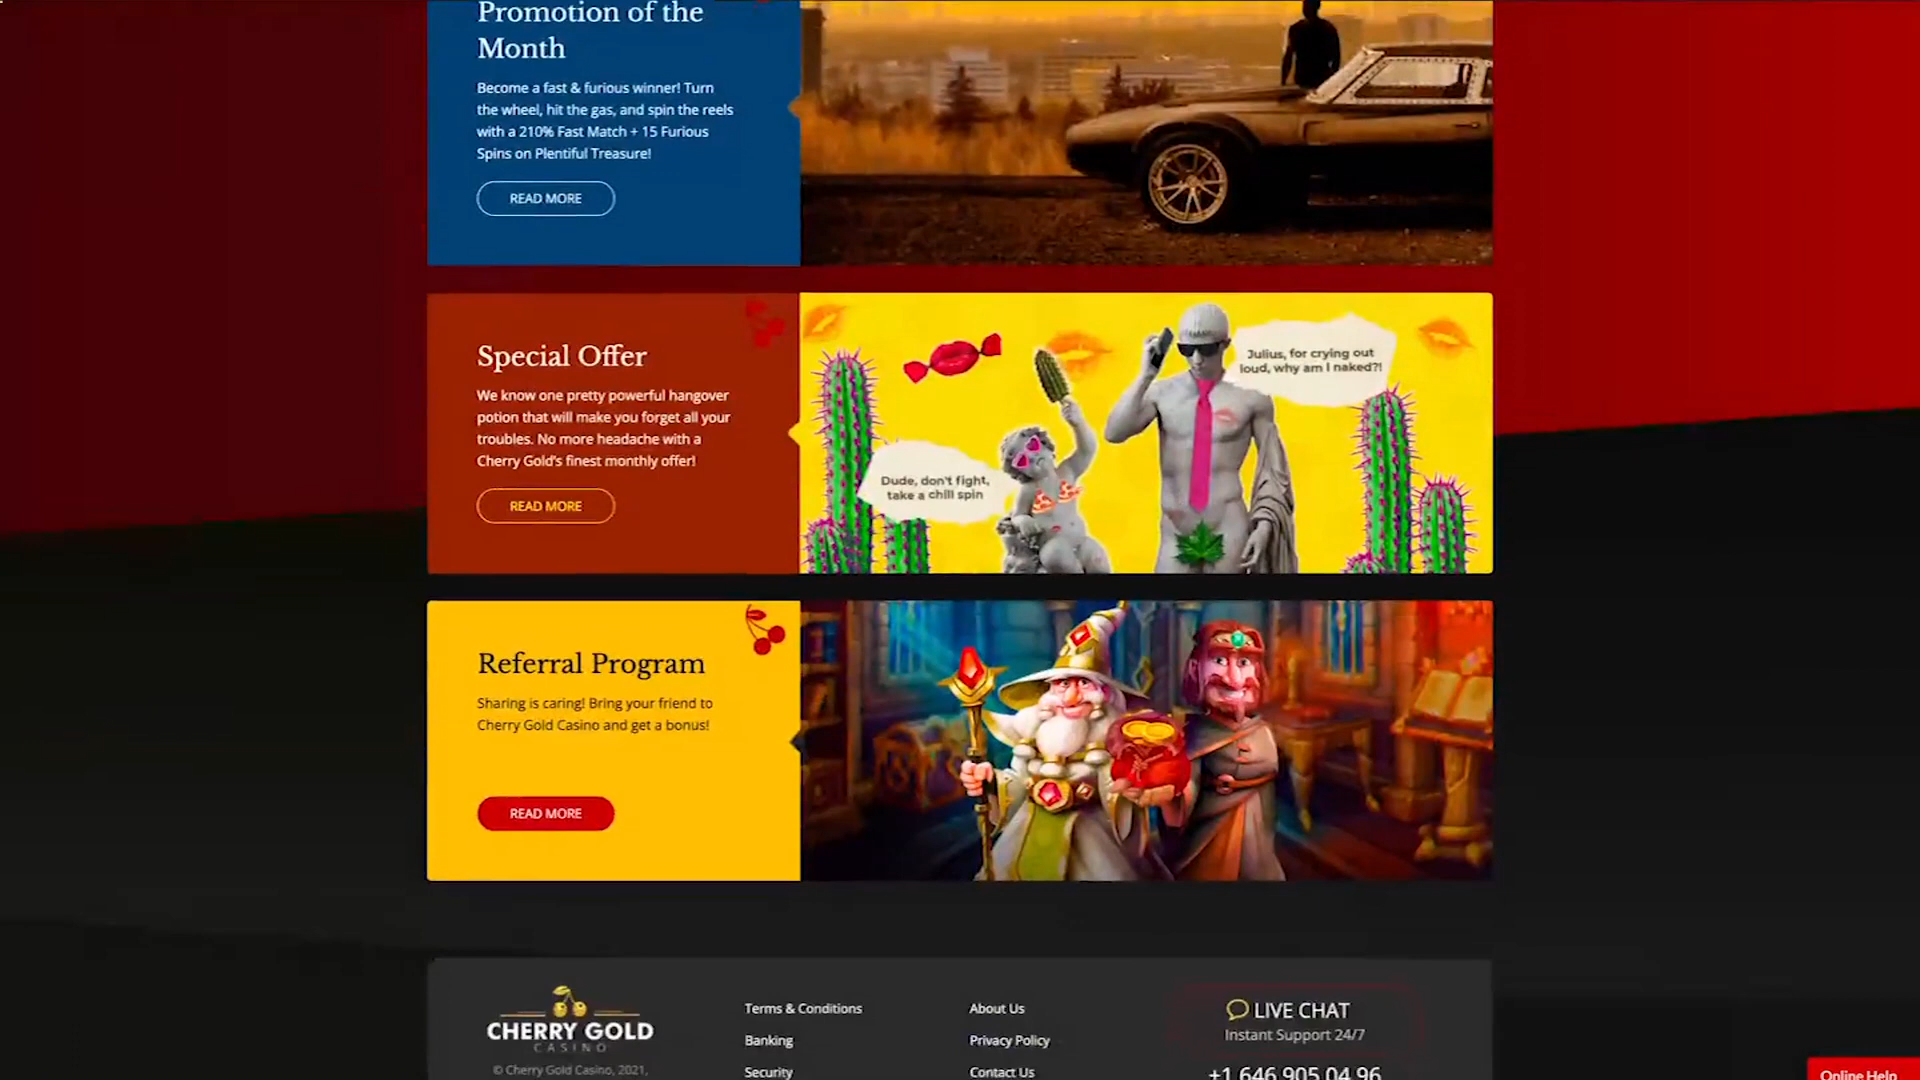 Promotion of the
Month
Become a fast & furious winner! Turn
the wheel, hit the gas, and spin the reels
with a 210% Fast Match + 15 Furious
Spins on Plentiful Treasure!
READ MORE
Special Offer
We know one pretty powerful hangover
potion that will make you forget all your
troubles. No more headache with a
Cherry Gold's finest monthly offer!
READ MORE
Julius, for crying out
loud, why am I naked?!
Dude, don't fight,
take a chill spin
Referral Program
Sharing is caring! Bring your friend to
Cherry Gold Casino and get a bonus!
READ MORE
CHERRY GOLD
CASINO
© Cherry Gold Casino, 2021,
Terms & Conditions
Banking
Security
About Us
Privacy Policy
Contact Us
LIVE CHAT
Instant Support 24/7
+1 646 905 04 96
Online Help